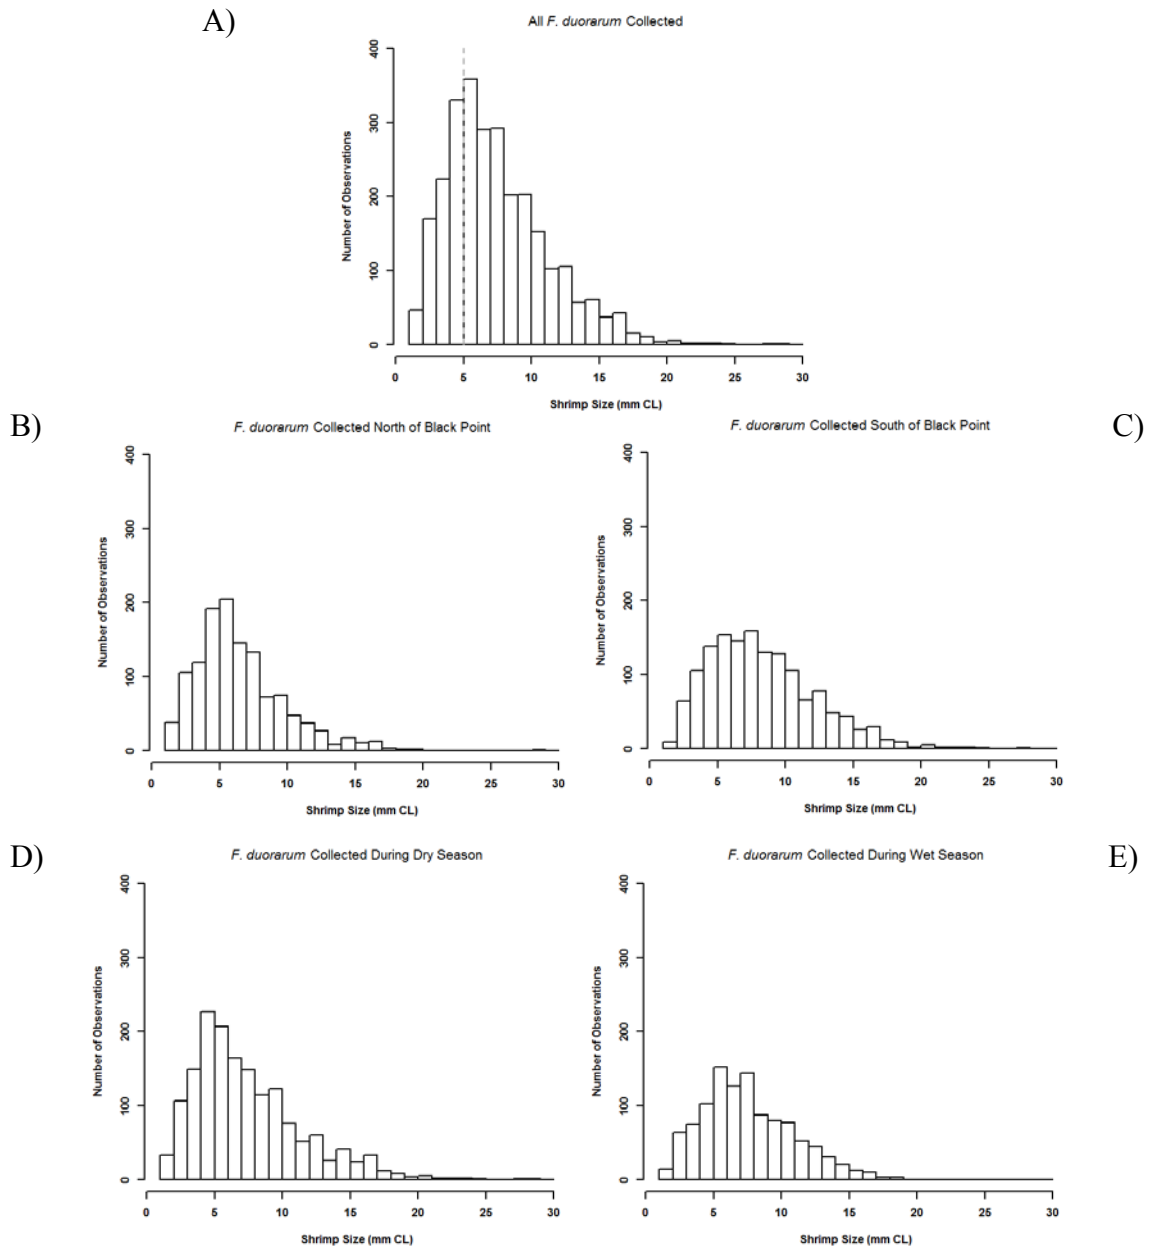 A)
All F. duorarum Collected
400
300
200
100
0
Number of Observations
0 5 10 15 20 25 30
Shrimp Size (mm CL)
B)
F. duorarum Collected North of Black Point
400
300
200
100
0
Number of Observations
0 5 10 15 20 25 30
Shrimp Size (mm CL)
C)
F. duorarum Collected South of Black Point
400
300
200
100
0
Number of Observations
0 5 10 15 20 25 30
Shrimp Size (mm CL)
D)
F. duorarum Collected During Dry Season
400
300
200
100
0
Number of Observations
0 5 10 15 20 25 30
Shrimp Size (mm CL)
E)
F. duorarum Collected During Wet Season
400
300
200
100
0
Number of Observations
0 5 10 15 20 25 30
Shrimp Size (mm CL)